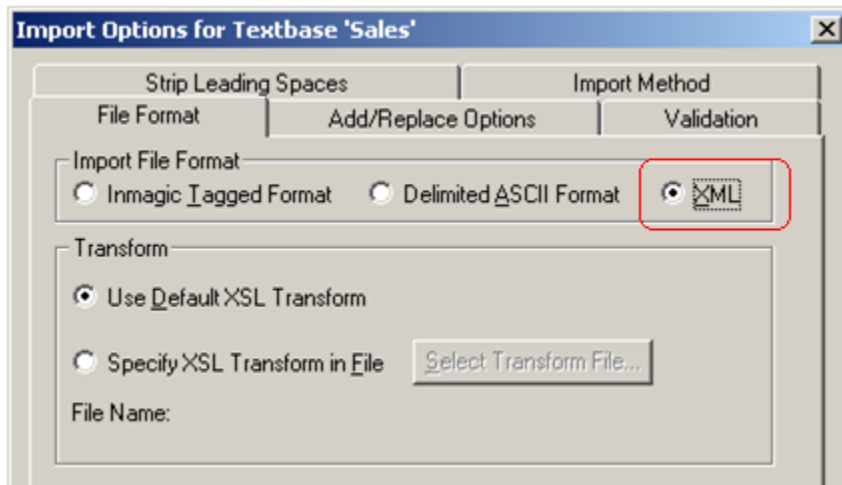 Import Options for Textbase 'Sales'
Strip Leading Spaces Import Method
File Format Add/Replace Options Validation
Import File Format
Inmagic Tagged Format Delimited ASCII Format XML
Transform
Use Default XSL Transform
Specify XSL Transform in File Select Transform File...
File Name: